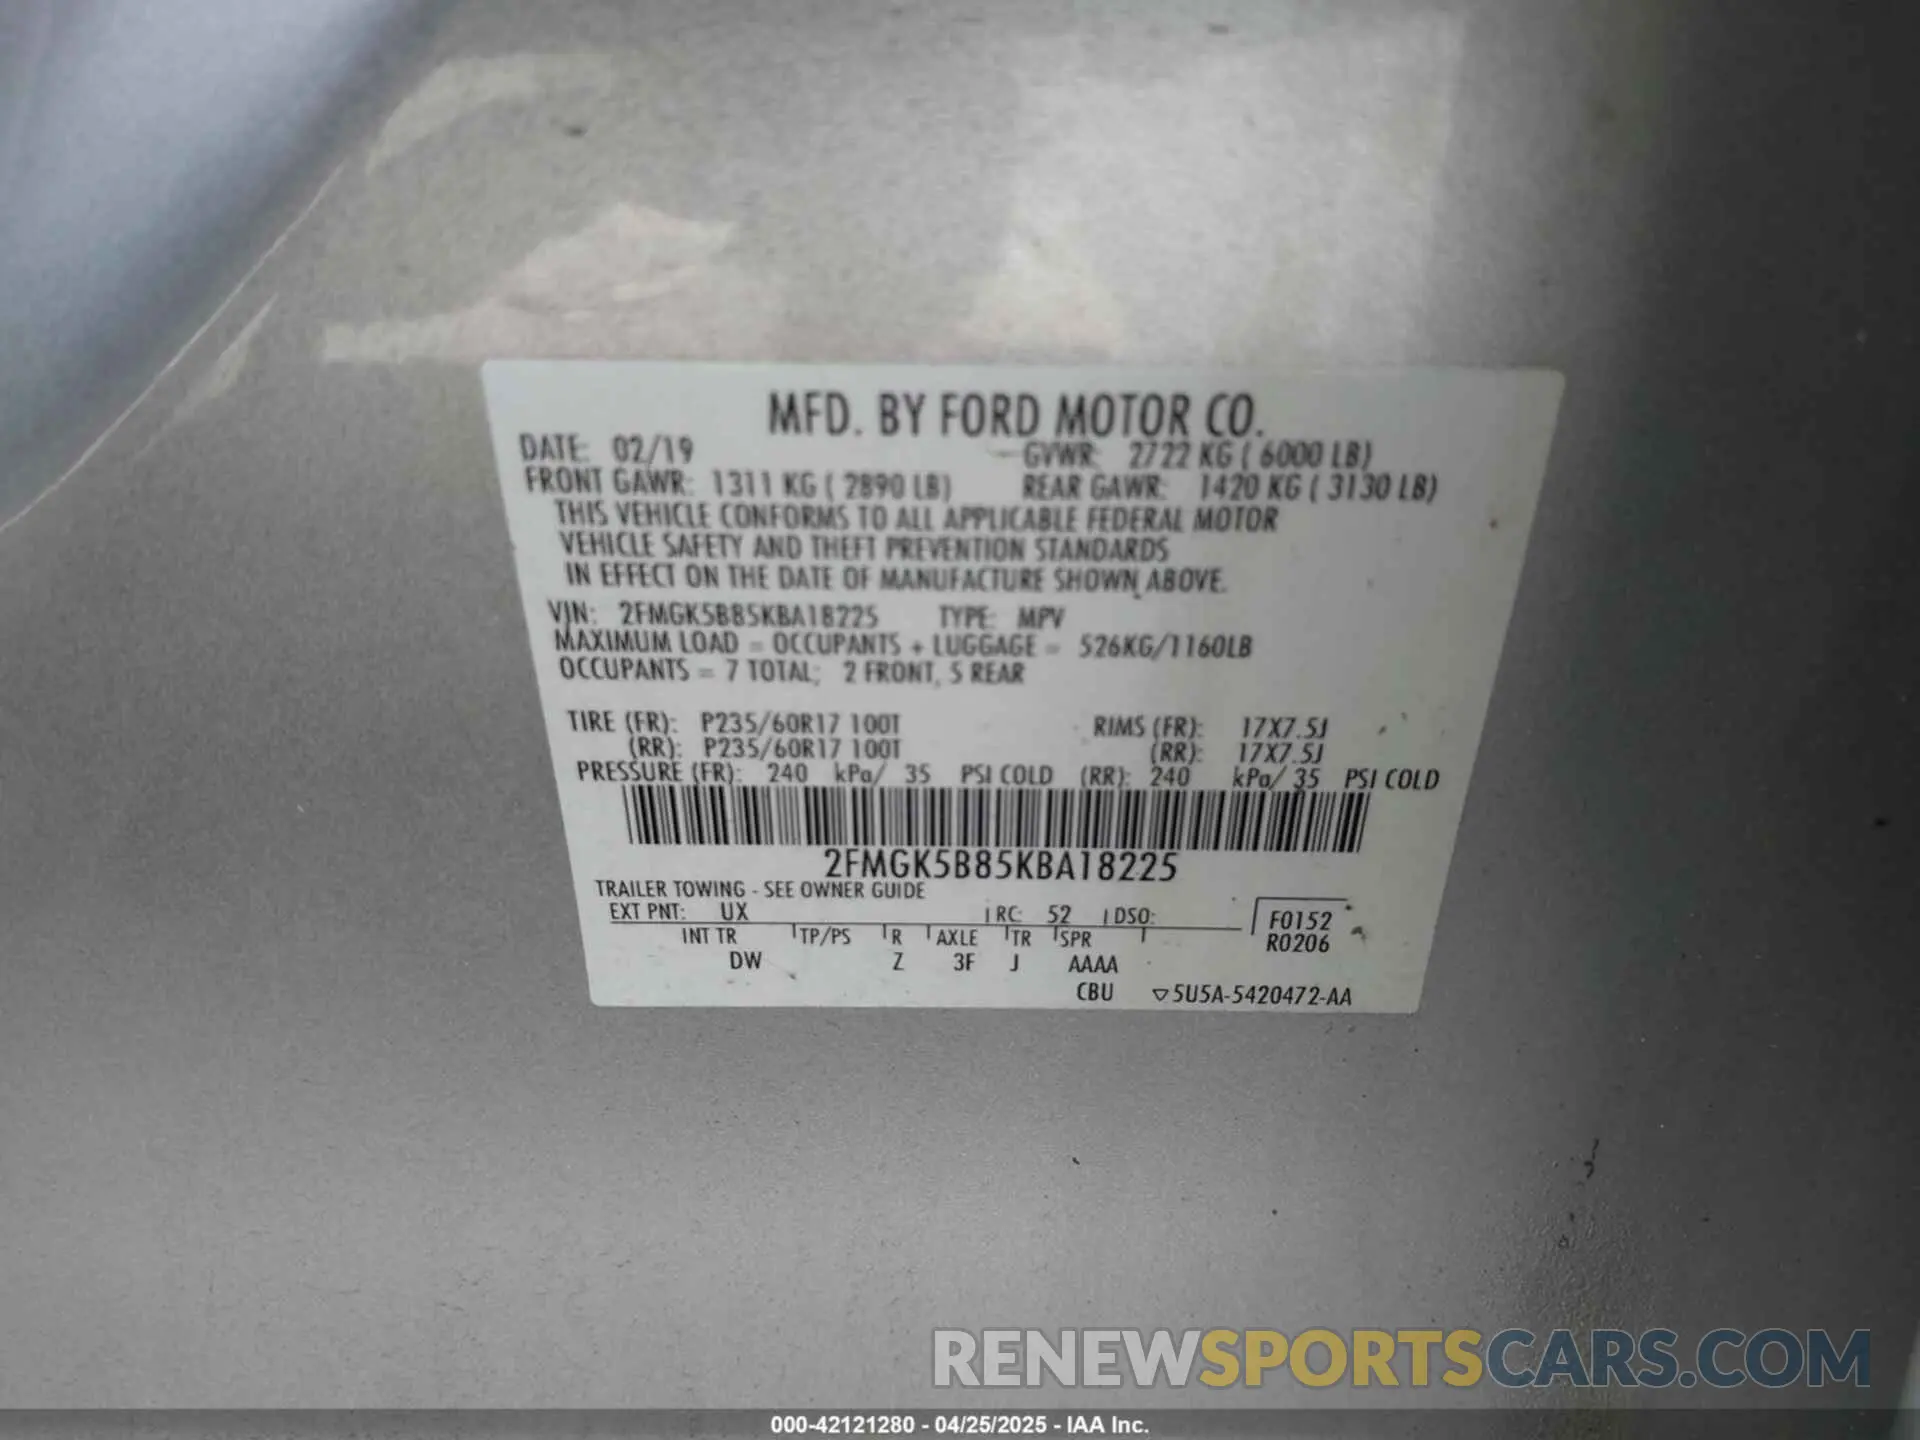 MFD. BY FORD MOTOR CO.
DATE: 02/19 GVWR: 2722 KG ( 6000 LB)
FRONT GAWR: 1311 KG ( 2890 LB) REAR GAWR: 1420 KG ( 3130 LB)
THIS VEHICLE CONFORMS TO ALL APPLICABLE FEDERAL MOTOR
VEHICLE SAFETY AND THEFT PREVENTION STANDARDS
IN EFFECT ON THE DATE OF MANUFACTURE SHOWN ABOVE.
VIN: 2FMGK5B85KBA18225 TYPE: MPV
MAXIMUM LOAD = OCCUPANTS + LUGGAGE = 526KG/1160LB
OCCUPANTS = 7 TOTAL; 2 FRONT, 5 REAR
TIRE (FR): P235/60R17 100T RIMS (FR): 17X7.5J
(RR): P235/60R17 100T (RR): 17X7.5J
PRESSURE (FR): 240 kPa/ 35 PSI COLD (RR): 240 kPa/ 35 PSI COLD
2FMGK5B85KBA18225
TRAILER TOWING - SEE OWNER GUIDE
EXT PNT: UX RC: 52 DSO: F0152
INT TR TP/PS R AXLE TR SPR R0206
DW Z 3F J AAAA
CBU ▽5U5A-5420472-AA
RENEWSPORTSCARS.COM
000-42121280 - 04/25/2025 - IAA Inc.